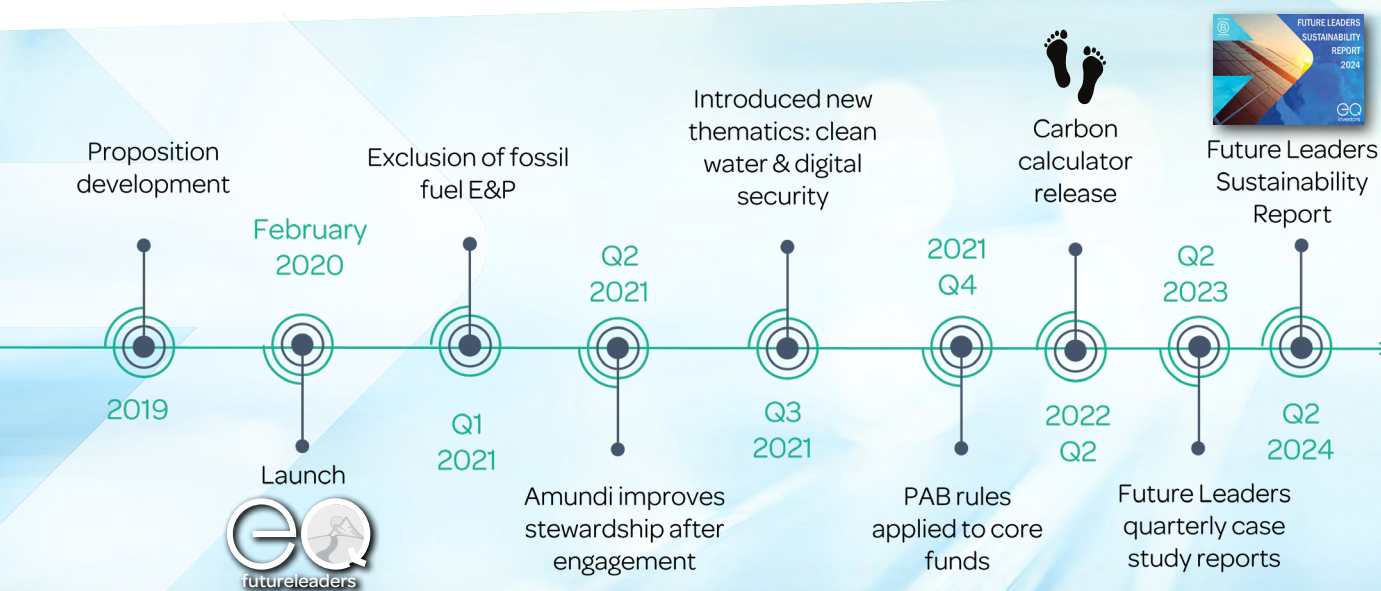 Proposition
development
2019
February
2020
Launch
eQ
futureleaders
Exclusion of fossil
fuel E&P
Q1
2021
Q2
2021
Amundi improves
stewardship after
engagement
Introduced new
thematics: clean
water & digital
security
Q3
2021
2021
Q4
PAB rules
applied to core
funds
Carbon
calculator
release
2022
Q2
Q2
2023
Future Leaders
quarterly case
study reports
FUTURE LEADERS
SUSTAINABILITY
REPORT
2024
B
eQ
investors
Future Leaders
Sustainability
Report
Q2
2024